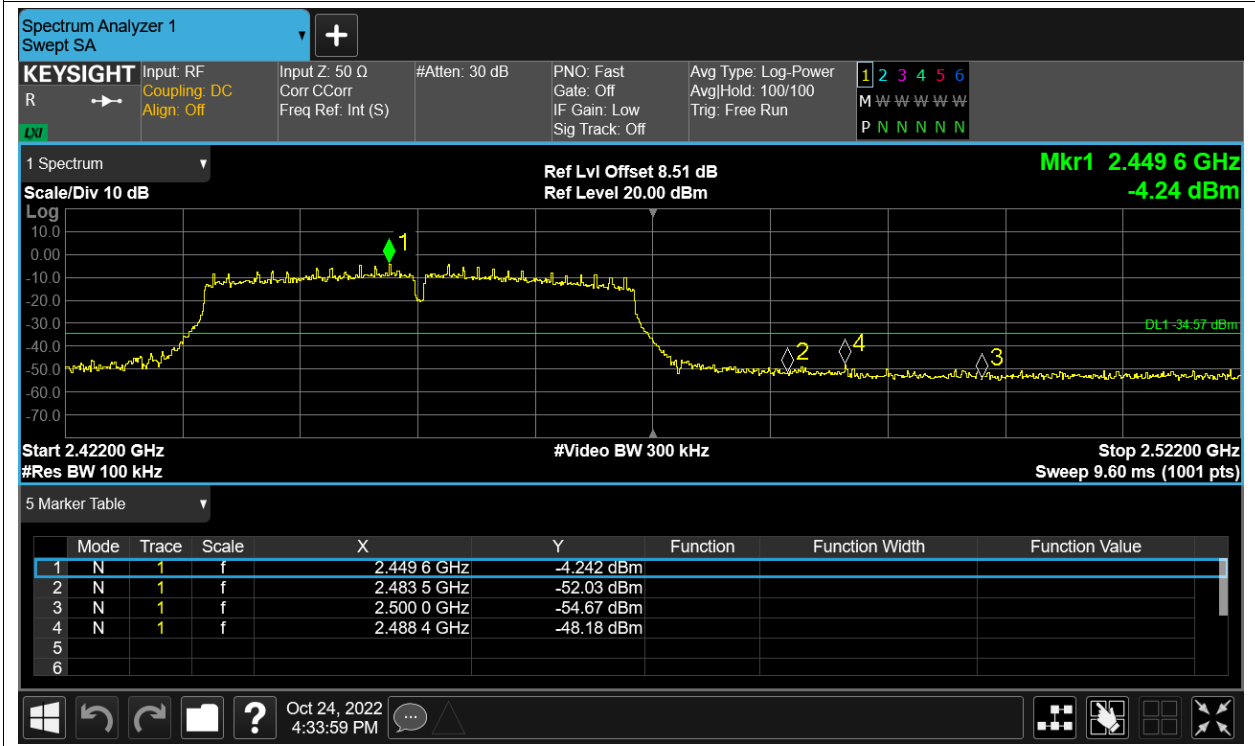 Spectrum Analyzer 1
Swept SA
+
KEYSIGHT
R
LXI
Input: RF
Coupling: DC
Align: Off
Input Z: 50 Ω
Corr CCorr
Freq Ref: Int (S)
#Atten: 30 dB
PNO: Fast
Gate: Off
IF Gain: Low
Sig Track: Off
Avg Type: Log-Power
Avg|Hold: 100/100
Trig: Free Run
1 2 3 4 5 6
M W W W W W
P N N N N N
1 Spectrum
Scale/Div 10 dB
Ref Lvl Offset 8.51 dB
Ref Level 20.00 dBm
Mkr1 2.449 6 GHz
-4.24 dBm
Log
10.0
0.00
-10.0
-20.0
-30.0
-40.0
-50.0
-60.0
-70.0
1
2
4
3
DL1 -34.57 dBm
Start 2.42200 GHz
#Video BW 300 kHz
Stop 2.52200 GHz
#Res BW 100 kHz
Sweep 9.60 ms (1001 pts)
5 Marker Table
Mode Trace Scale X Y Function Function Width Function Value
1 N 1 f 2.449 6 GHz -4.242 dBm
2 N 1 f 2.483 5 GHz -52.03 dBm
3 N 1 f 2.500 0 GHz -54.67 dBm
4 N 1 f 2.488 4 GHz -48.18 dBm
5
6
?
Oct 24, 2022
4:33:59 PM